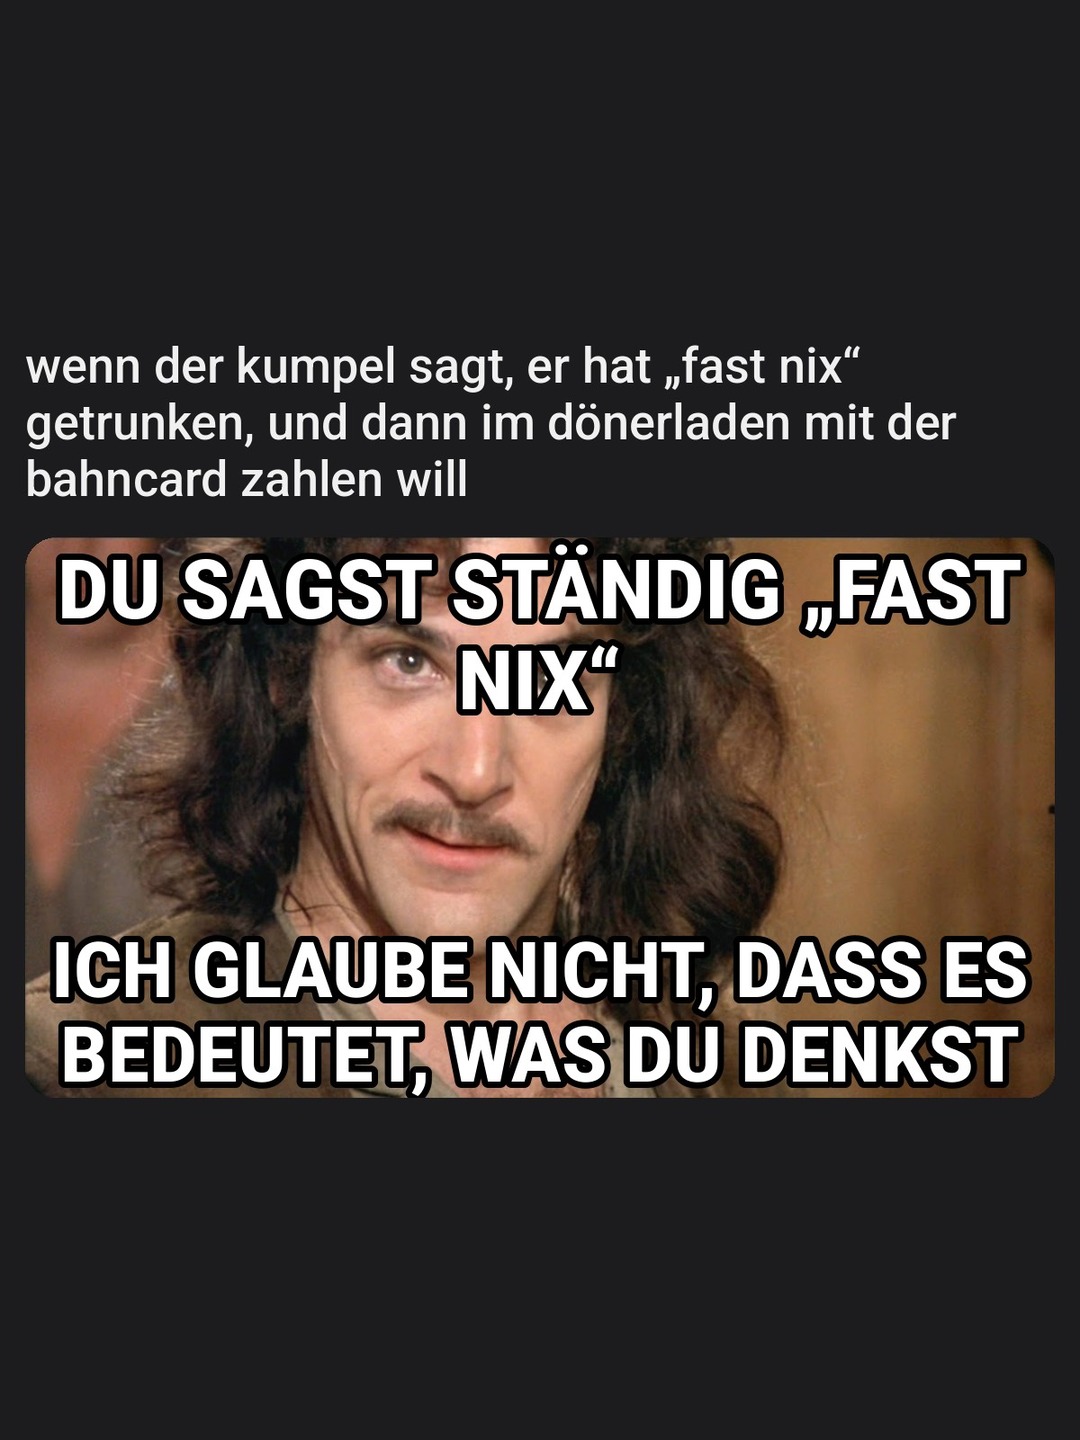 wenn der kumpel sagt, er hat „fast nix“
getrunken, und dann im dönerladen mit der
bahncard zahlen will
DU SAGST STÄNDIG „FAST
NIX“
ICH GLAUBE NICHT, DASS ES
BEDEUTET, WAS DU DENKST